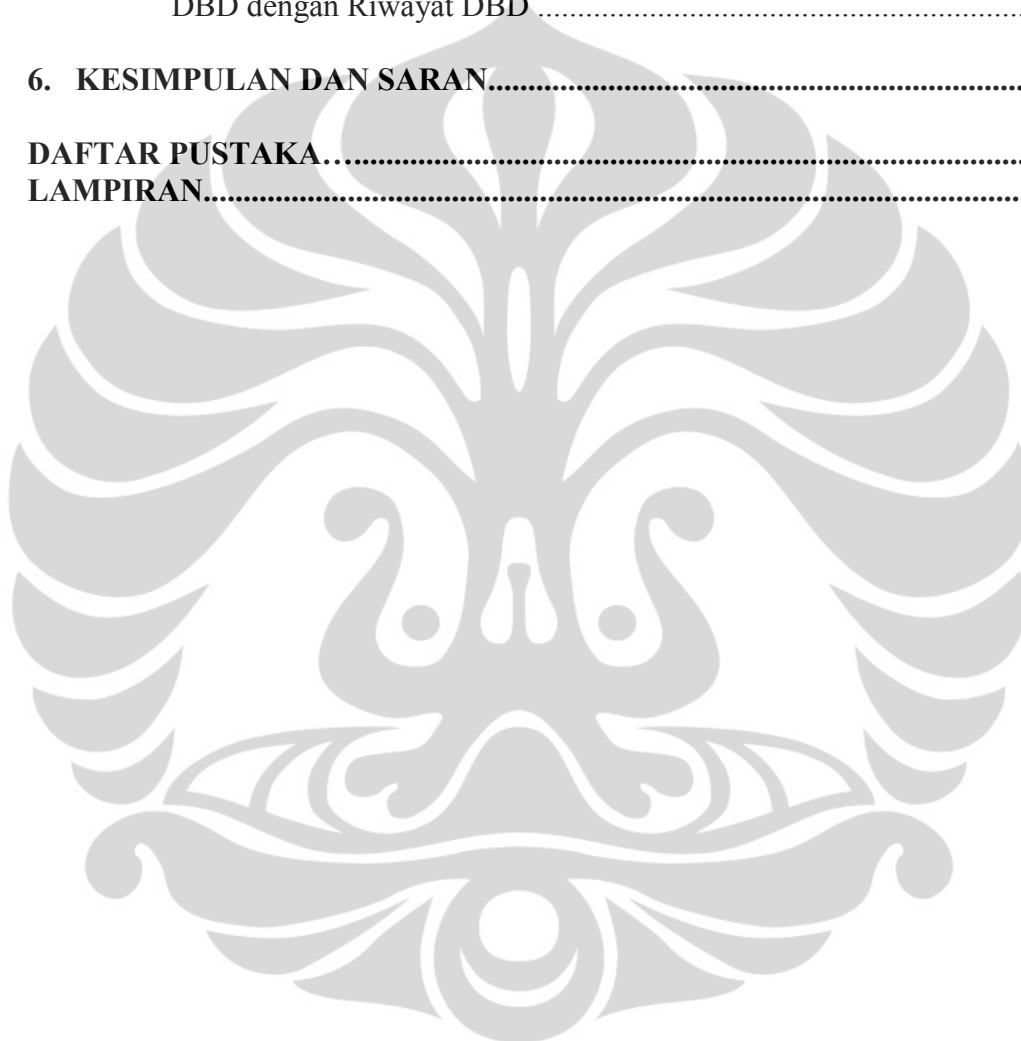 DBD dengan Riwayat DBD ........................................................................
6. KESIMPULAN DAN SARAN........................................................................
DAFTAR PUSTAKA…........................................................................
LAMPIRAN........................................................................